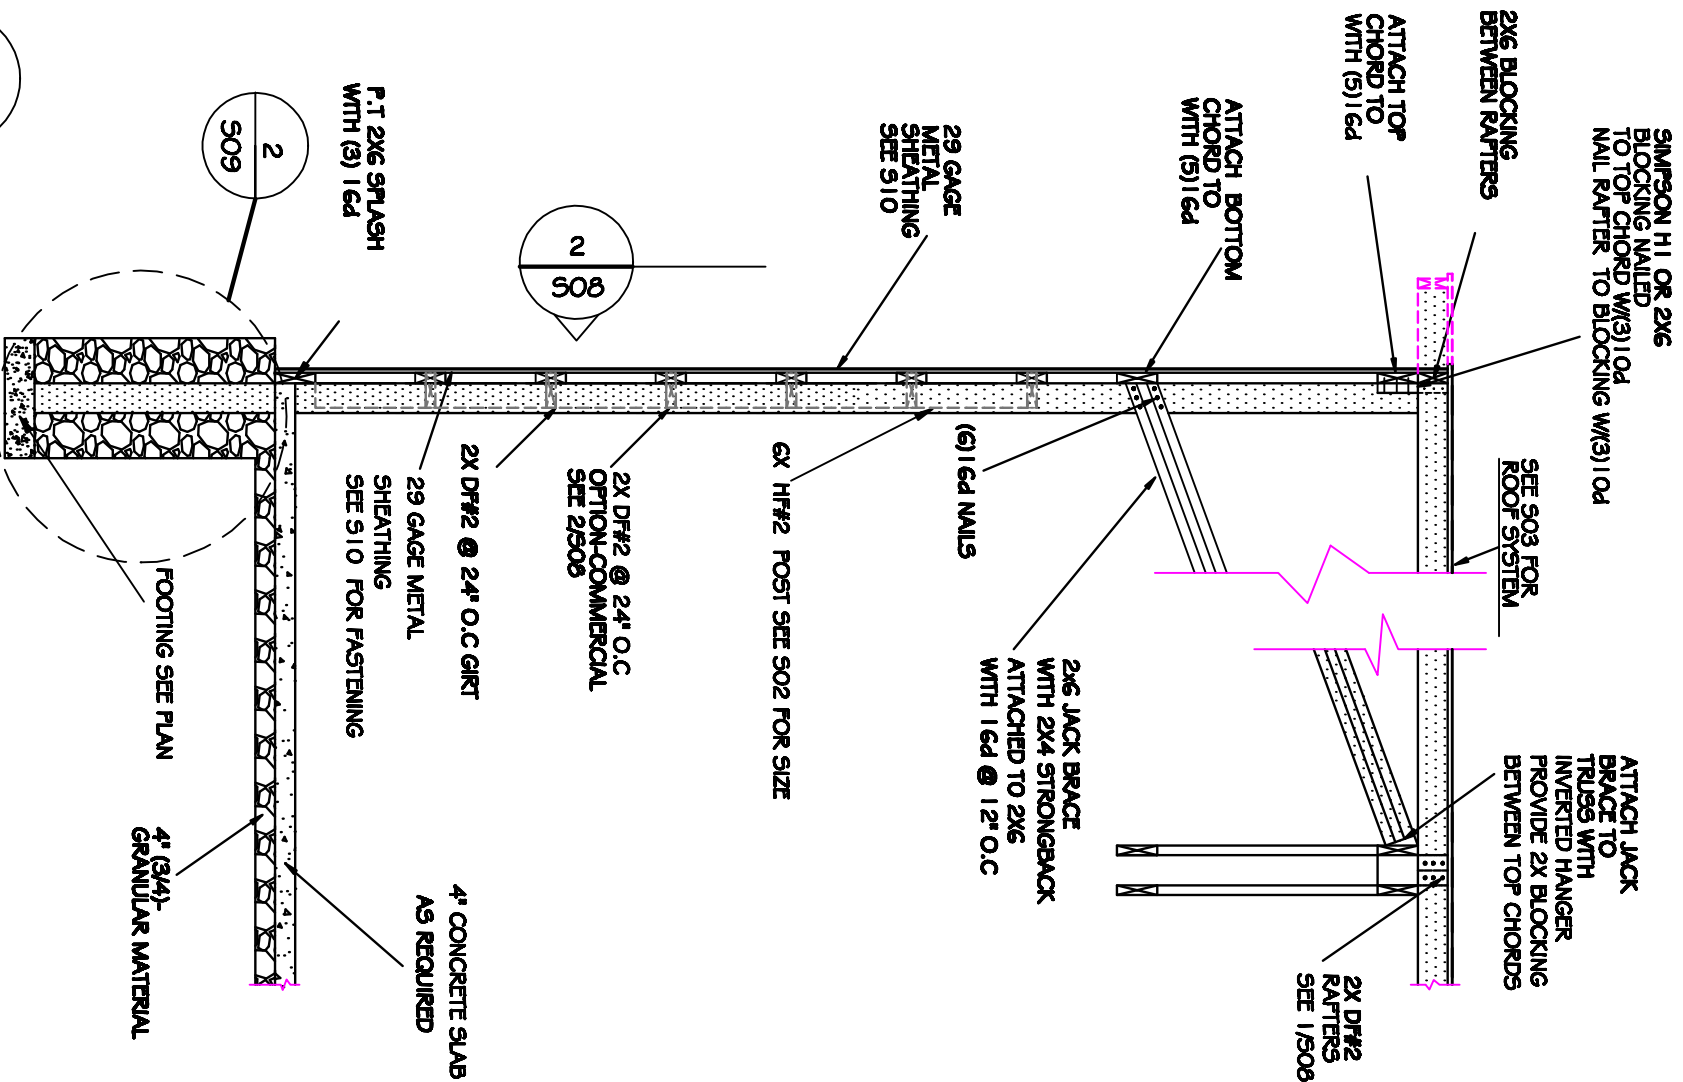 SIMPSON H1 OR 2X6
BLOCKING NAILED
TO TOP CHORD W/(3)10d
NAIL RAFTER TO BLOCKING W/(3)10d
2X6 BLOCKING
BETWEEN RAFTERS
ATTACH TOP
CHORD TO
WITH (5)16d
ATTACH BOTTOM
CHORD TO
WITH (5)16d
29 GAGE
METAL
SHEATHING
SEE S10
2
S08
P.T 2X6 SPLASH
WITH (3) 16d
2
S09
SEE S03 FOR
ROOF SYSTEM
(6)16d NAILS
6X HF#2 POST SEE S02 FOR SIZE
2X DF#2 @ 24" O.C
OPTION-COMMERCIAL
SEE 2/S08
2X DF#2 @ 24" O.C GIRT
29 GAGE METAL
SHEATHING
SEE S10 FOR FASTENING
FOOTING SEE PLAN
ATTACH JACK
BRACE TO
TRUSS WITH
INVERTED HANGER
PROVIDE 2X BLOCKING
BETWEEN TOP CHORDS
2x6 JACK BRACE
WITH 2X4 STRONGBACK
ATTACHED TO 2X6
WITH 16d @ 12" O.C
2X DF#2
RAFTERS
SEE 1/S08
4" CONCRETE SLAB
AS REQUIRED
4" (3/4)-
GRANULAR MATERIAL